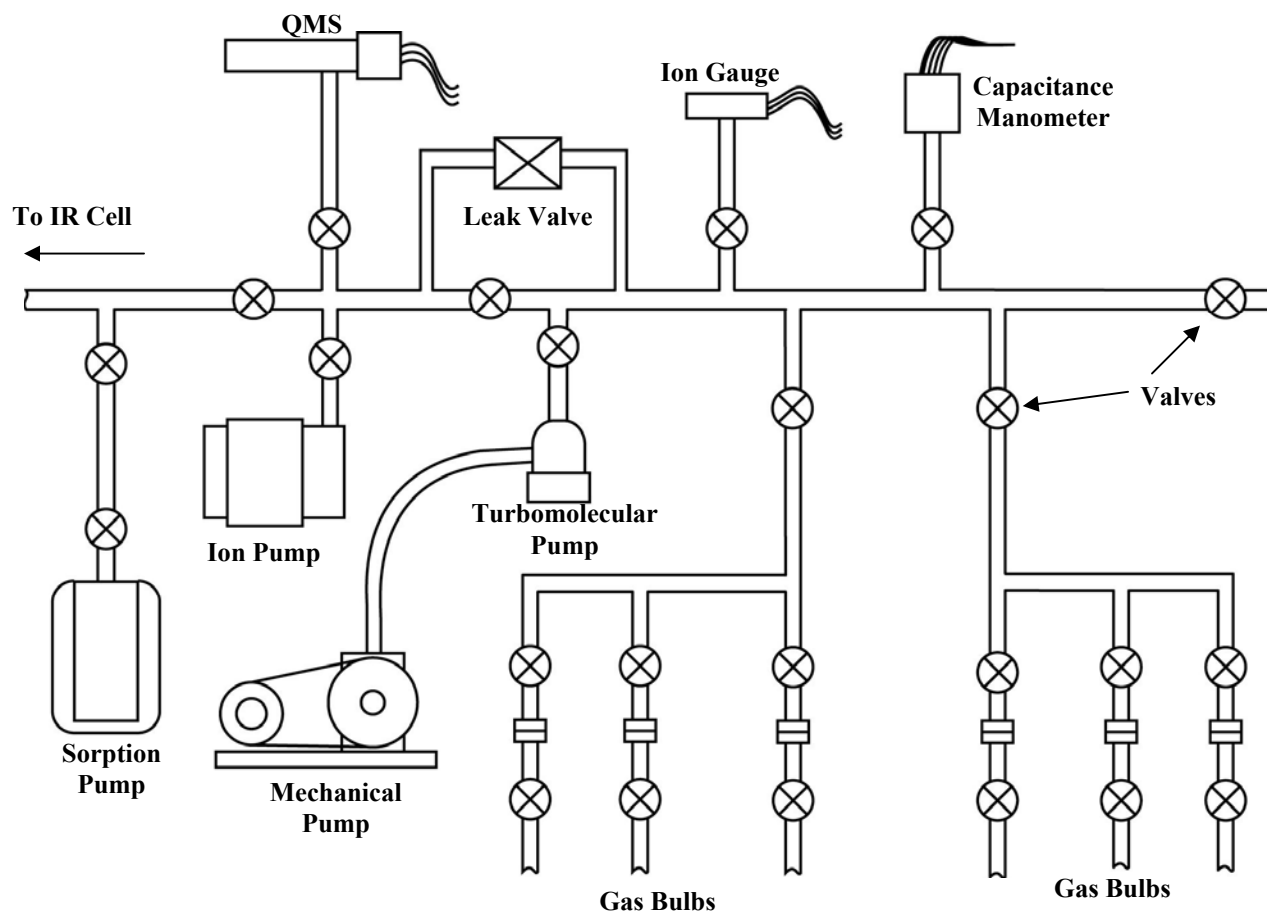 QMS
Ion Gauge
Capacitance
Manometer
To IR Cell
Leak Valve
Valves
Turbomolecular
Pump
Ion Pump
Sorption
Pump
Mechanical
Pump
Gas Bulbs
Gas Bulbs